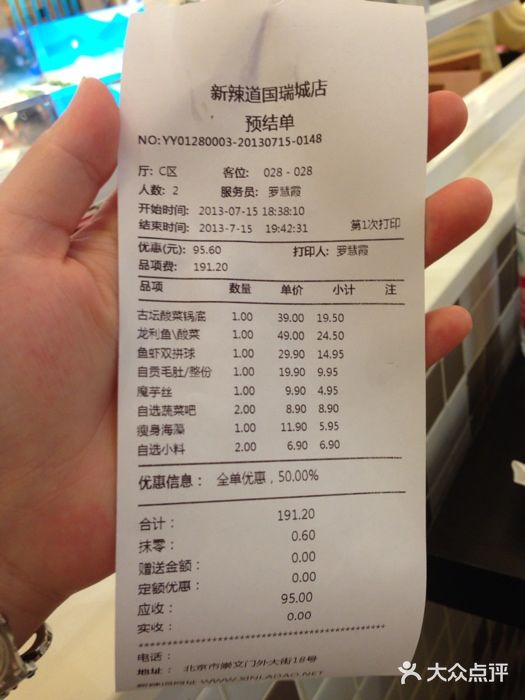 新辣道国瑞城店
预结单
NO:YY01280003-20130715-0148
厅: C区 客位: 028 - 028
人数: 2 服务员: 罗慧霞
开始时间: 2013-07-15 18:38:10
结束时间: 2013-7-15 19:42:31 第1次打印
优惠(元): 95.60 打印人: 罗慧霞
品项费: 191.20
品项 数量 单价 小计 注
古坛酸菜锅底 1.00 39.00 19.50
龙利鱼\酸菜 1.00 49.00 24.50
鱼虾双拼球 1.00 29.90 14.95
自贡毛肚/整份 1.00 19.90 9.95
魔芋丝 1.00 9.90 4.95
自选蔬菜吧 2.00 8.90 8.90
瘦身海藻 1.00 11.90 5.95
自选小料 2.00 6.90 6.90
优惠信息: 全单优惠, 50.00%
合计: 191.20
抹零: 0.60
赠送金额: 0.00
定额优惠: 0.00
应收: 95.00
实收: 0.00
电话:
地址: 北京市崇文门外大街18号
新辣道网址 WWW.XINLADAO.NET
大众点评